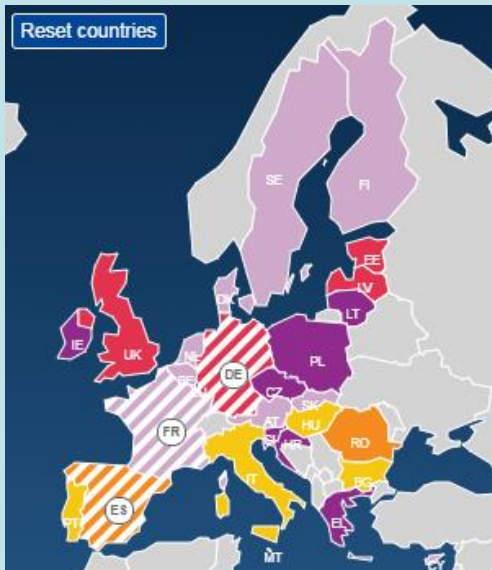 Reset countries
SE
FI
EE
LV
DK
LT
IE
UK
NL
PL
BE
DE
CZ
SK
FR
AT
HU
RO
SI
HR
IT
BG
PT
ES
EL
MT